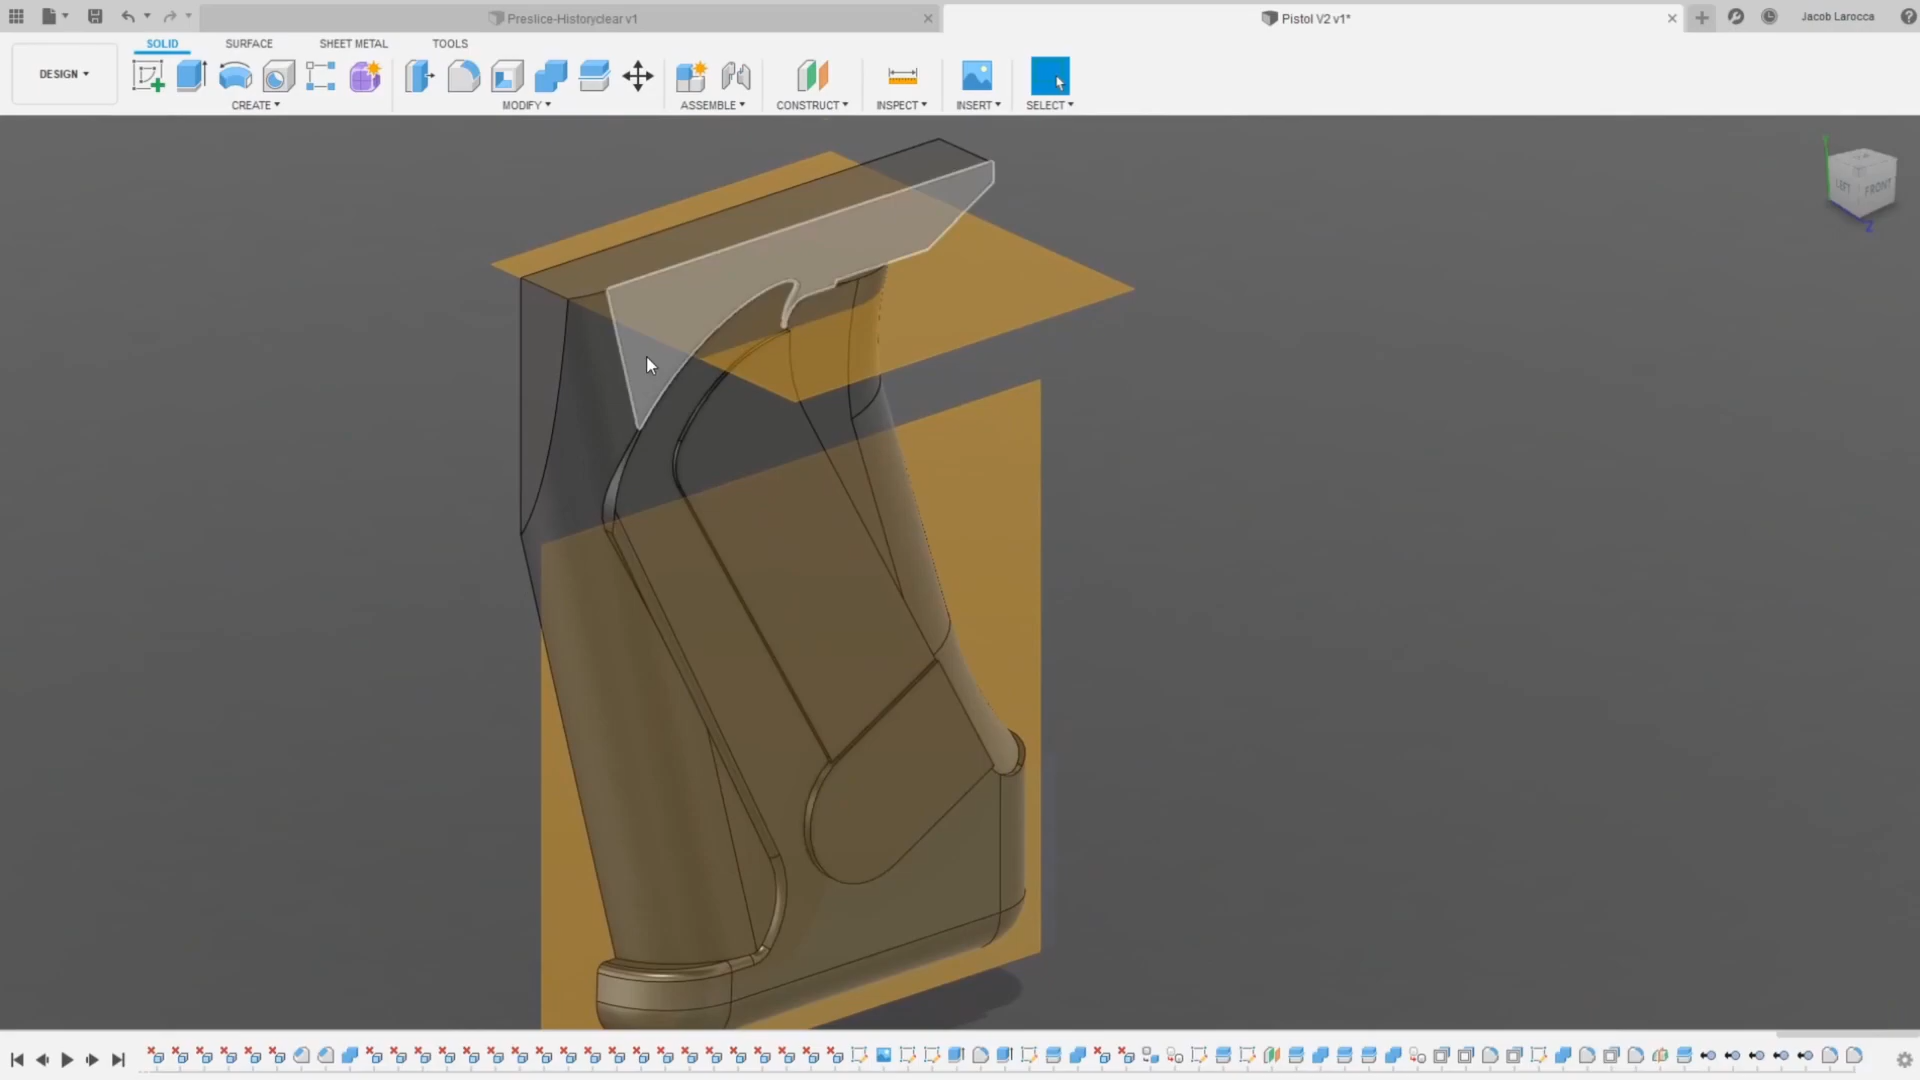 Preslice-Historyclear v1
Pistol V2 v1*
Jacob Larocca
DESIGN
SOLID
SURFACE
SHEET METAL
TOOLS
CREATE
MODIFY
ASSEMBLE
CONSTRUCT
INSPECT
INSERT
SELECT
Y
LEFT
FRONT
Z